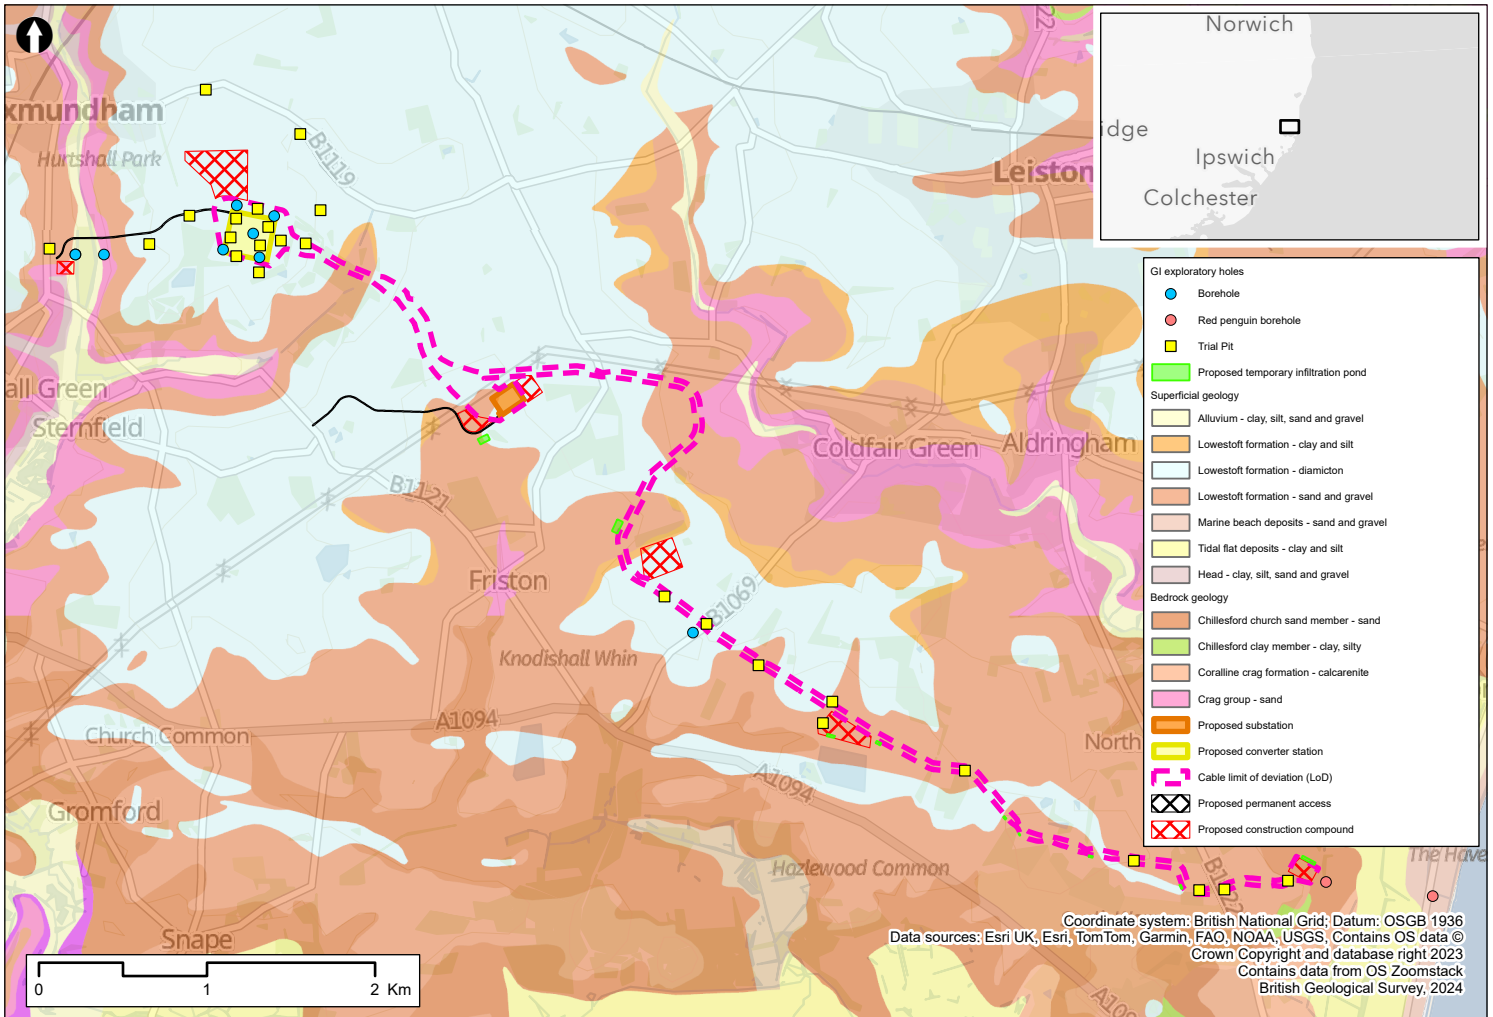 xmundham
Hurtshall Park
B1119
22
Leiston
Norwich
idge
Ipswich
Colchester
all Green
Sternfield
B1121
Coldfair Green
Aldringham
Friston
B1069
Knodishall Whin
A1094
Church Common
North
A1094
Gromford
Hazlewood Common
B1122
The Have
Snape
A109
GI exploratory holes
Borehole
Red penguin borehole
Trial Pit
Proposed temporary infiltration pond
Superficial geology
Alluvium - clay, silt, sand and gravel
Lowestoft formation - clay and silt
Lowestoft formation - diamicton
Lowestoft formation - sand and gravel
Marine beach deposits - sand and gravel
Tidal flat deposits - clay and silt
Head - clay, silt, sand and gravel
Bedrock geology
Chillesford church sand member - sand
Chillesford clay member - clay, silty
Coralline crag formation - calcarenite
Crag group - sand
Proposed substation
Proposed converter station
Cable limit of deviation (LoD)
Proposed permanent access
Proposed construction compound
Coordinate system: British National Grid; Datum: OSGB 1936
Data sources: Esri UK, Esri, TomTom, Garmin, FAO, NOAA, USGS, Contains OS data ©
Crown Copyright and database right 2023
Contains data from OS Zoomstack
British Geological Survey, 2024
0 1 2 Km